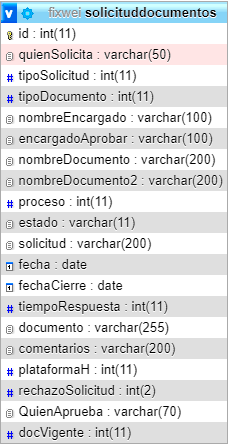 v fixwei solicituddocumentos
id : int(11)
quienSolicita : varchar(50)
# tipoSolicitud : int(11)
# tipoDocumento : int(11)
nombreEncargado : varchar(100)
encargadoAprobar : varchar(100)
nombreDocumento : varchar(200)
nombreDocumento2 : varchar(200)
# proceso : int(11)
estado : varchar(11)
solicitud : varchar(200)
fecha : date
fechaCierre : date
# tiempoRespuesta : int(11)
documento : varchar(255)
comentarios : varchar(200)
# plataformaH : int(11)
# rechazoSolicitud : int(2)
QuienAprueba : varchar(70)
# docVigente : int(11)